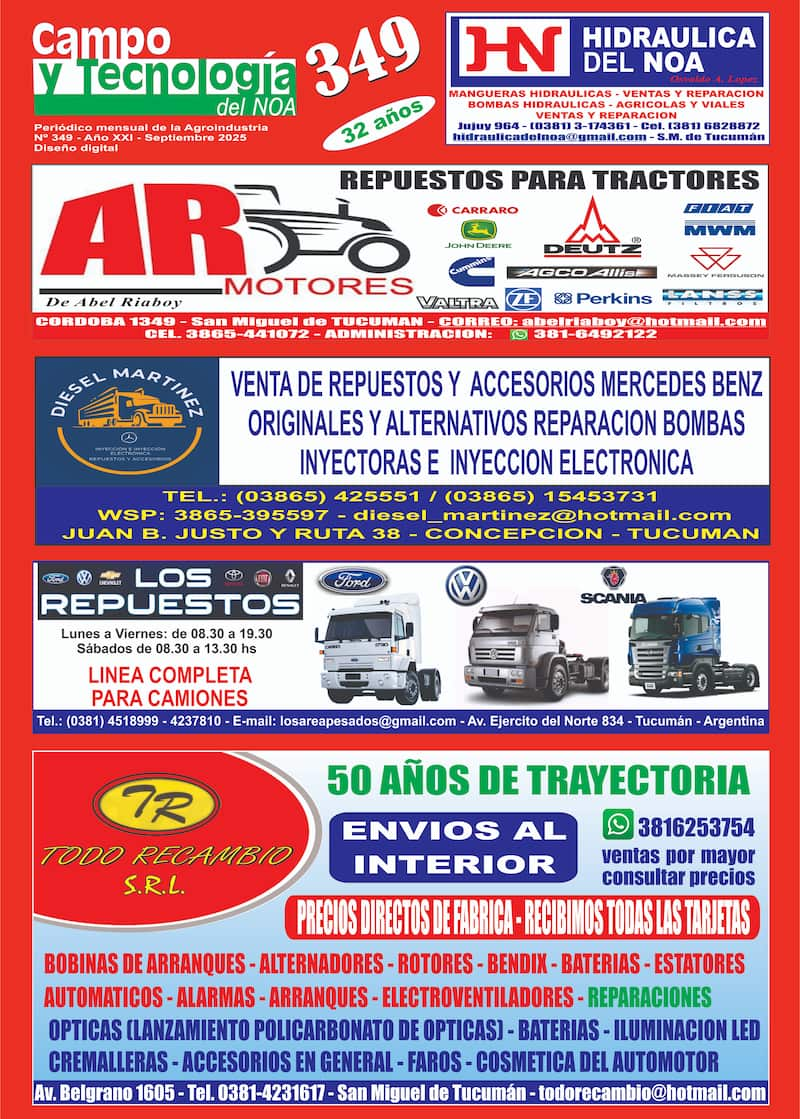 Campo
y Tecnología
del NOA
349
32 años
Periódico mensual de la Agroindustria
Nº 349 - Año XXI - Septiembre 2025
Diseño digital
HN
HIDRAULICA
DEL NOA
Osvaldo A. Lopez
MANGUERAS HIDRAULICAS - VENTAS Y REPARACION
BOMBAS HIDRAULICAS - AGRICOLAS Y VIALES
VENTAS Y REPARACION
Jujuy 964 - (0381) 3-174361 - Cel. (381) 6828872
hidraulicadelnoa@gmail.com - S.M. de Tucumán
AR
MOTORES
De Abel Riaboy
REPUESTOS PARA TRACTORES
CARRARO
JOHN DEERE
DEUTZ
FIAT
MWM
Cummins
AGCO Allis
MASSEY FERGUSON
VALTRA
ZF
Perkins
LANSS
FILTROS
CORDOBA 1349 - San Miguel de TUCUMAN - CORREO: abelriaboy@hotmail.com
CEL. 3865-441072 - ADMINISTRACION: 381-6492122
DIESEL MARTINEZ
INYECCIÓN E INYECCIÓN
ELECTRÓNICA
REPUESTOS Y ACCESORIOS
VENTA DE REPUESTOS Y ACCESORIOS MERCEDES BENZ
ORIGINALES Y ALTERNATIVOS REPARACION BOMBAS
INYECTORAS E INYECCION ELECTRONICA
TEL.: (03865) 425551 / (03865) 15453731
WSP: 3865-395597 - diesel_martinez@hotmail.com
JUAN B. JUSTO Y RUTA 38 - CONCEPCION - TUCUMAN
Ford
CHEVROLET
LOS
TOYOTA
FIAT
RENAULT
REPUESTOS
Lunes a Viernes: de 08.30 a 19.30
Sábados de 08.30 a 13.30 hs
LINEA COMPLETA
PARA CAMIONES
Ford
SCANIA
Tel.: (0381) 4518999 - 4237810 - E-mail: losareapesados@gmail.com - Av. Ejercito del Norte 834 - Tucumán - Argentina
TR
TODO RECAMBIO
S.R.L.
50 AÑOS DE TRAYECTORIA
ENVIOS AL
INTERIOR
3816253754
ventas por mayor
consultar precios
PRECIOS DIRECTOS DE FABRICA - RECIBIMOS TODAS LAS TARJETAS
BOBINAS DE ARRANQUES - ALTERNADORES - ROTORES - BENDIX - BATERIAS - ESTATORES
AUTOMATICOS - ALARMAS - ARRANQUES - ELECTROVENTILADORES - REPARACIONES
OPTICAS (LANZAMIENTO POLICARBONATO DE OPTICAS) - BATERIAS - ILUMINACION LED
CREMALLERAS - ACCESORIOS EN GENERAL - FAROS - COSMETICA DEL AUTOMOTOR
Av. Belgrano 1605 - Tel. 0381-4231617 - San Miguel de Tucumán - todorecambio@hotmail.com